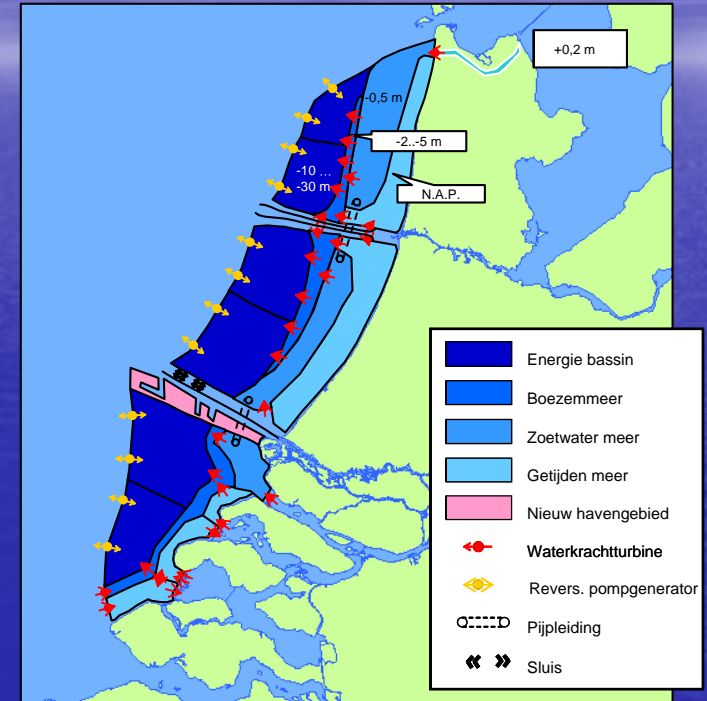 +0,2 m
-0,5 m
-2..-5 m
-10 ...
-30 m
N.A.P.
Energie bassin
Boezemmeer
Zoetwater meer
Getijden meer
Nieuw havengebied
Waterkrachtturbine
Revers. pompgenerator
Pijpleiding
Sluis